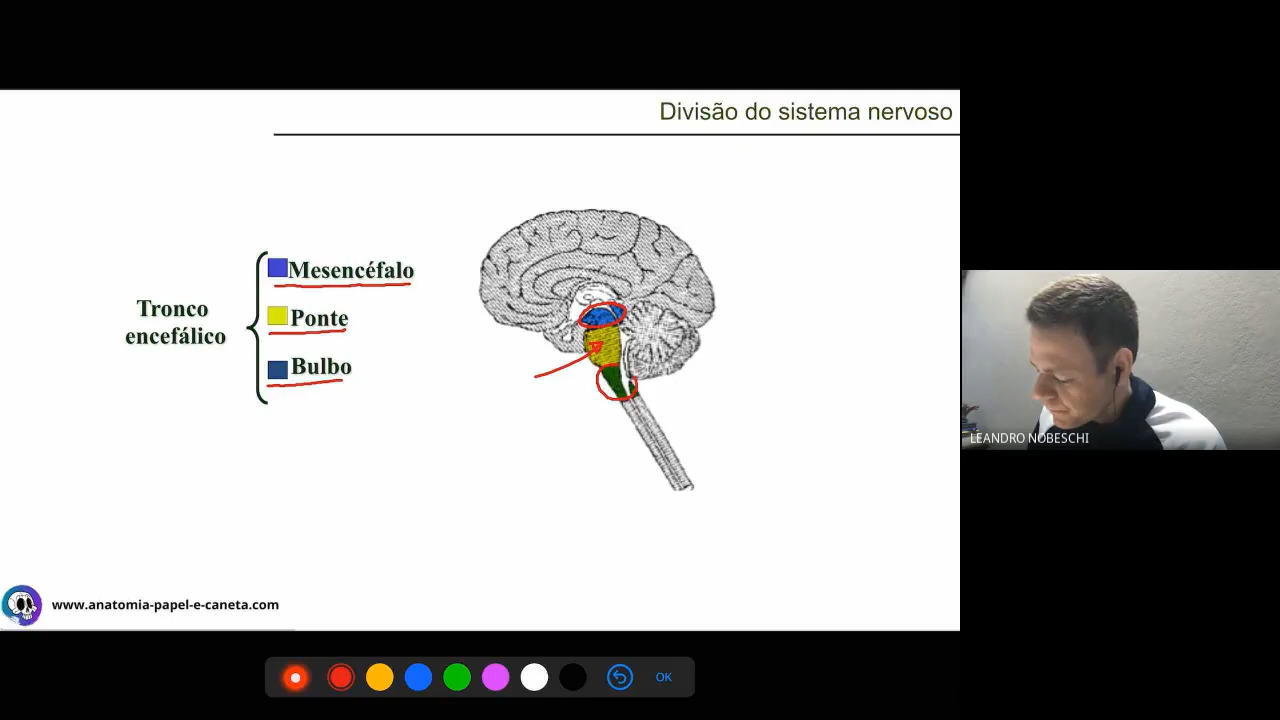 Divisão do sistema nervoso
Mesencéfalo
Tronco
encefálico
Ponte
Bulbo
LEANDRO NOBESCHI
www.anatomia-papel-e-caneta.com
OK